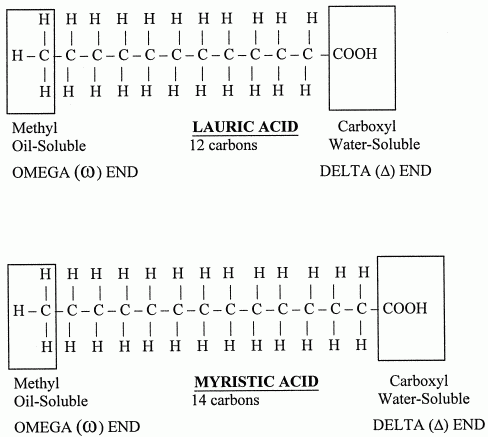 H H H H H H H H H H H
| | | | | | | | | | |
H – C – C – C – C – C – C – C – C – C – C – C – COOH
| | | | | | | | | | |
H H H H H H H H H H H
Methyl LAURIC ACID Carboxyl
Oil-Soluble 12 carbons Water-Soluble
OMEGA (ω) END DELTA (Δ) END
H H H H H H H H H H H H H
| | | | | | | | | | | | |
H – C – C – C – C – C – C – C – C – C – C – C – C – C – COOH
| | | | | | | | | | | | |
H H H H H H H H H H H H H
Methyl MYRISTIC ACID Carboxyl
Oil-Soluble 14 carbons Water-Soluble
OMEGA (ω) END DELTA (Δ) END